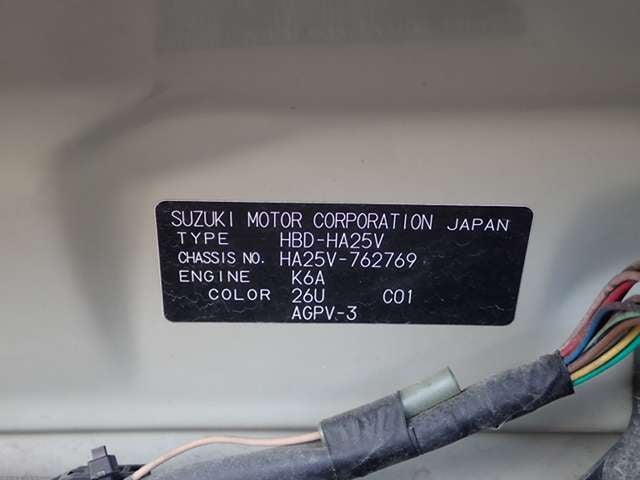 SUZUKI MOTOR CORPORATION JAPAN
TYPE HBD-HA25V
CHASSIS NO. HA25V-762769
ENGINE K6A
COLOR 26U C01
AGPV-3